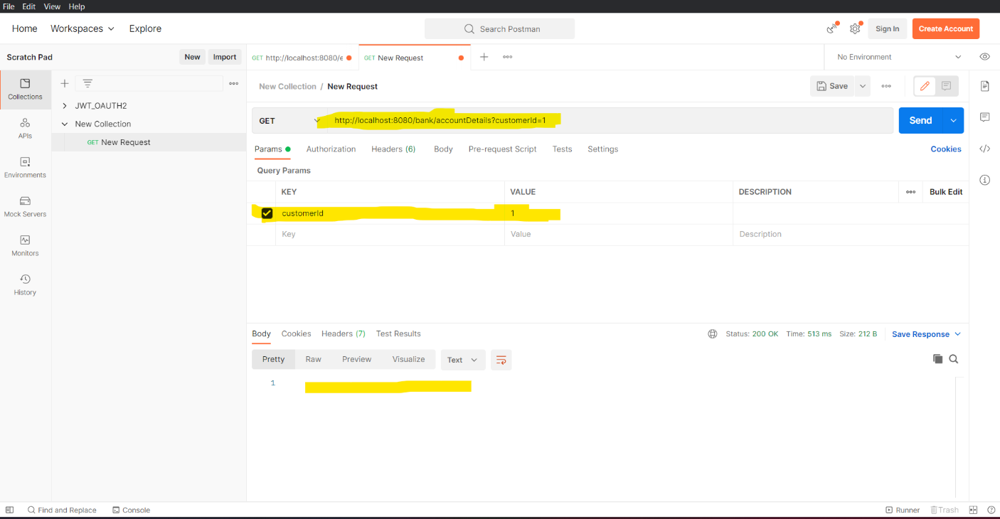 File Edit View Help
Home Workspaces Explore Search Postman Sign In Create Account
Scratch Pad New Import GET http://localhost:8080/e GET New Request No Environment
New Collection / New Request Save
Collections
JWT_OAUTH2
New Collection
GET New Request
APIs
Environments
Mock Servers
Monitors
History
GET http://localhost:8080/bank/accountDetails?customerId=1 Send
Params Authorization Headers (6) Body Pre-request Script Tests Settings Cookies
Query Params
KEY VALUE DESCRIPTION Bulk Edit
customerId 1
Key Value Description
Body Cookies Headers (7) Test Results Status: 200 OK Time: 513 ms Size: 212 B Save Response
Pretty Raw Preview Visualize Text
1
Find and Replace Console Runner Trash